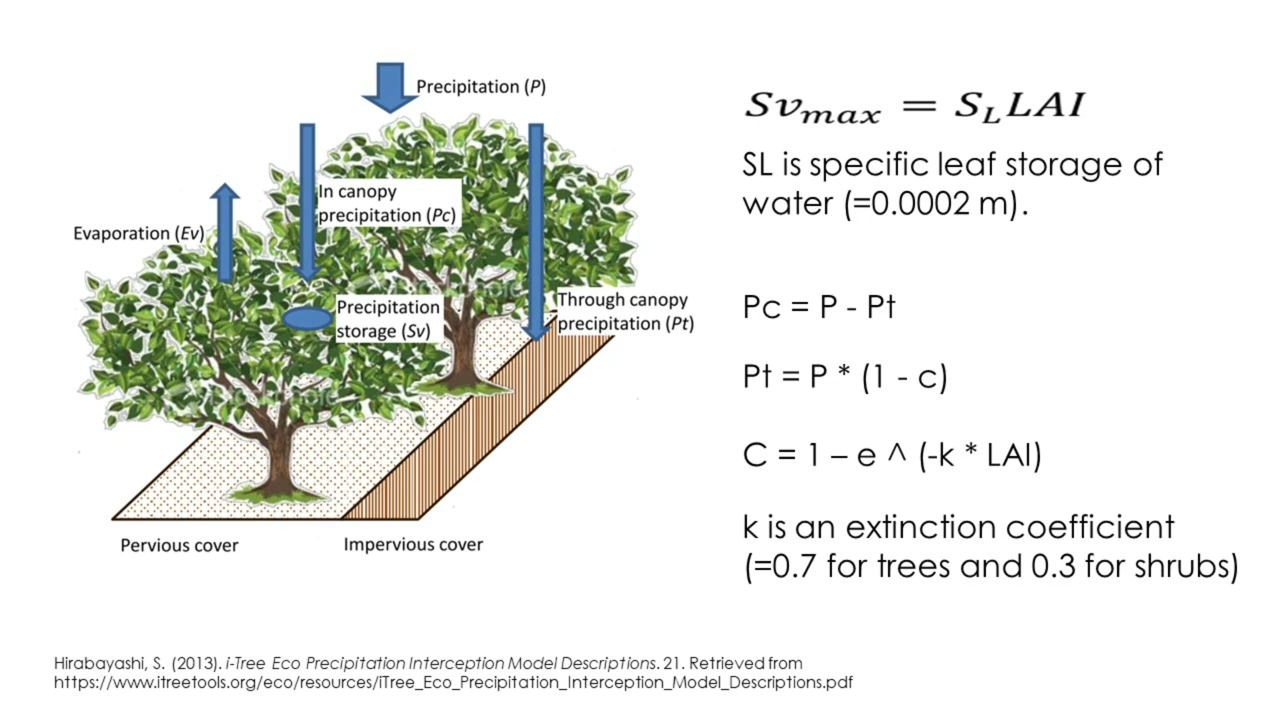 Precipitation (P)
In canopy
precipitation (Pc)
Evaporation (Ev)
Precipitation
storage (Sv)
Through canopy
precipitation (Pt)
Pervious cover
Impervious cover
Sv_max = S_L LAI
SL is specific leaf storage of
water (=0.0002 m).
Pc = P - Pt
Pt = P * (1 - c)
C = 1 – e ^ (-k * LAI)
k is an extinction coefficient
(=0.7 for trees and 0.3 for shrubs)
Hirabayashi, S. (2013). i-Tree Eco Precipitation Interception Model Descriptions. 21. Retrieved from
https://www.itreetools.org/eco/resources/iTree_Eco_Precipitation_Interception_Model_Descriptions.pdf